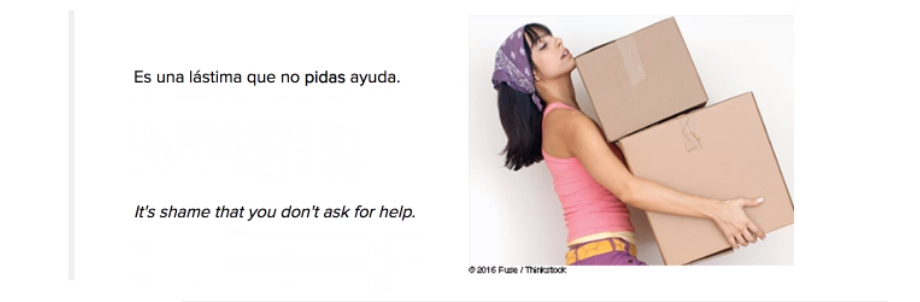 Es una lástima que no pidas ayuda.
It's shame that you don't ask for help.
© 2016 Fuse / Thinkstock